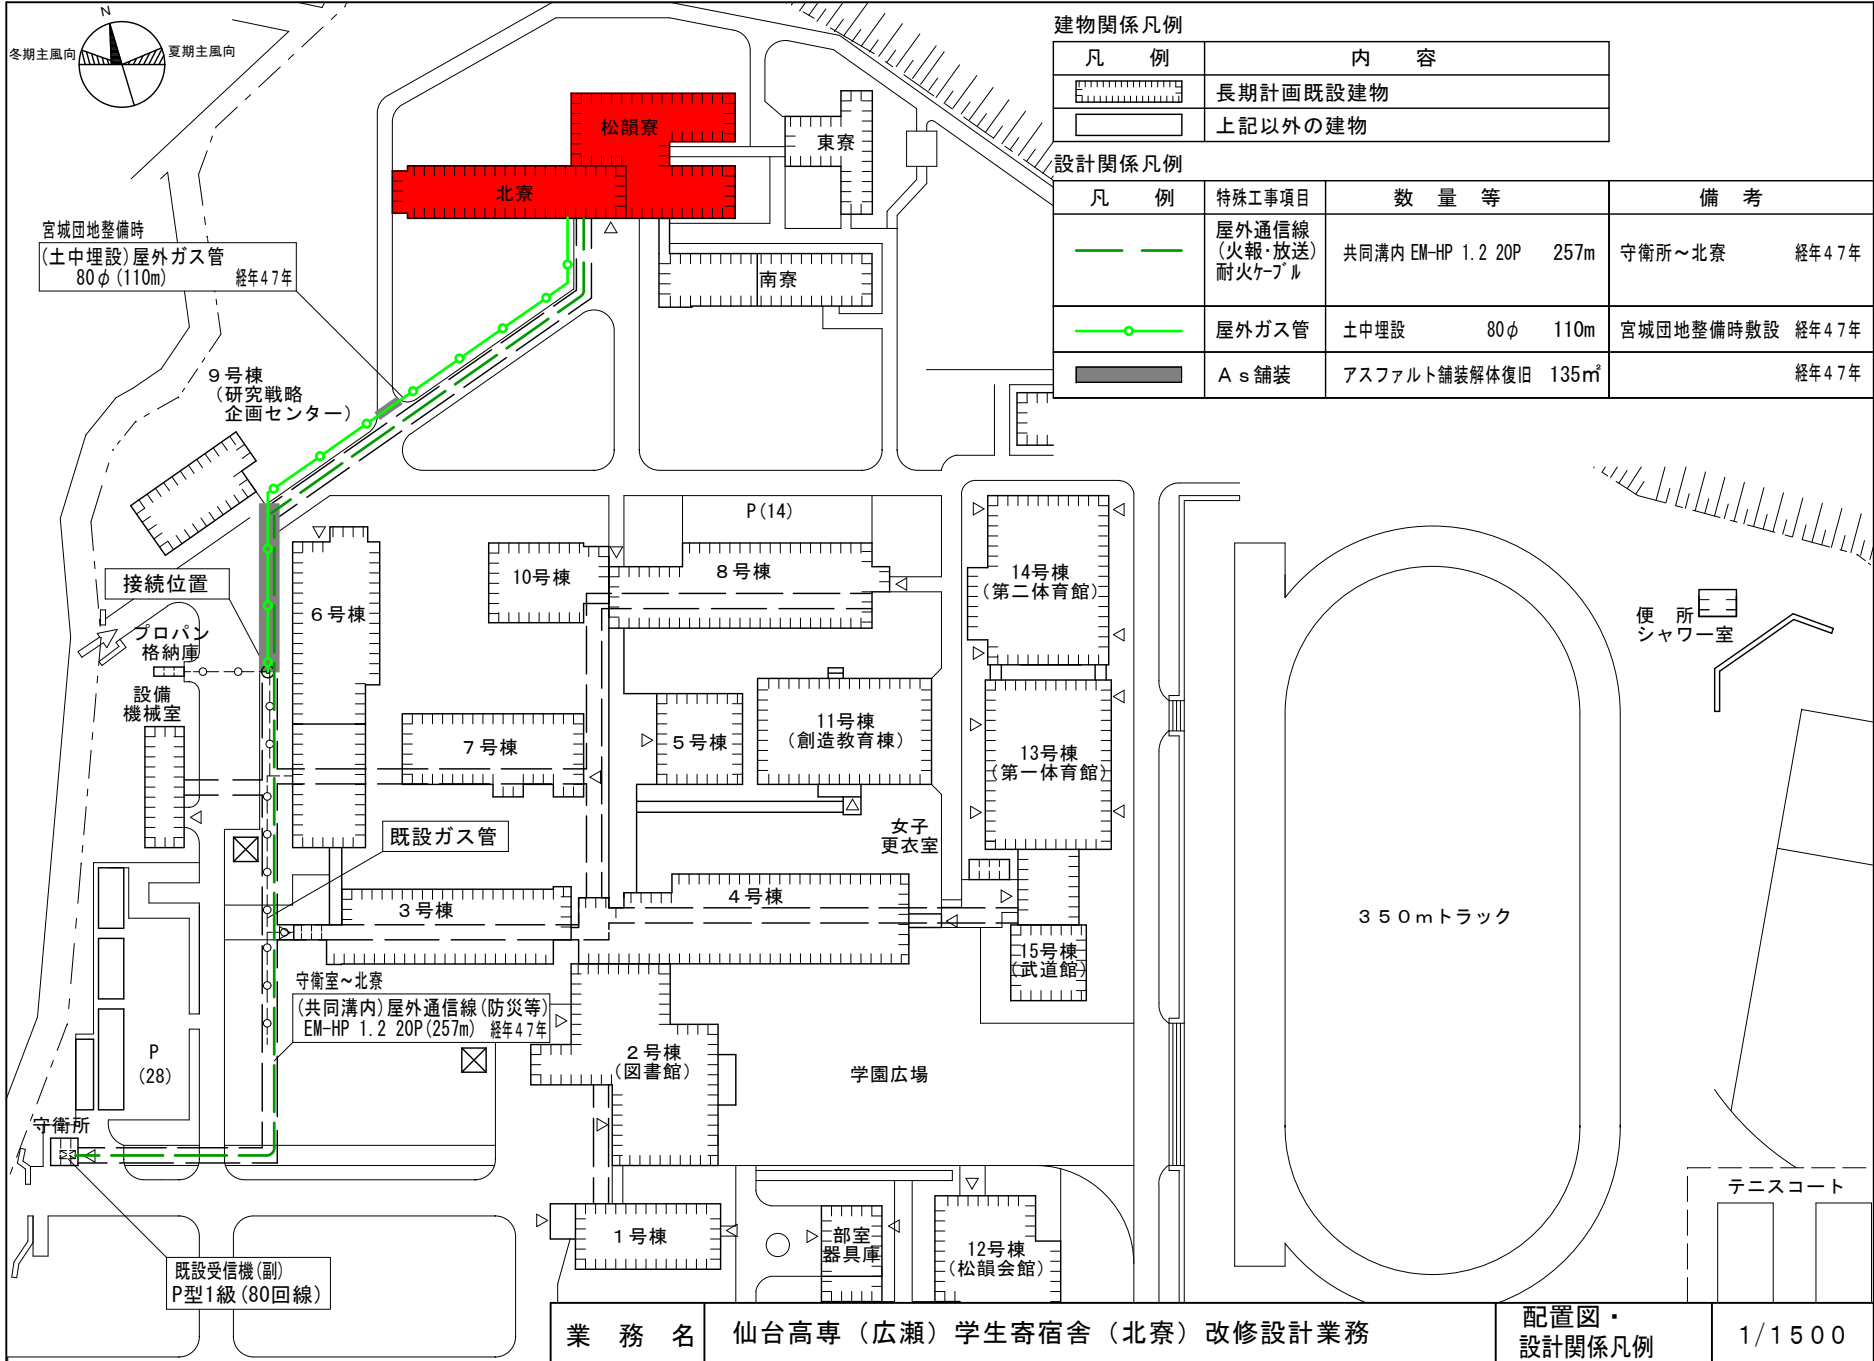 N
冬期主風向
夏期主風向
建物関係凡例
凡　例
内　容
長期計画既設建物
上記以外の建物
設計関係凡例
凡　例
特殊工事項目
数　量　等
備　考
屋外通信線
(火報・放送)
耐火ｹｰﾌﾞﾙ
共同溝内 EM-HP 1.2 20P　257m
守衛所～北寮　経年47年
屋外ガス管
土中埋設　80φ　110m
宮城団地整備時敷設　経年47年
Ａｓ舗装
アスファルト舗装解体復旧　135㎡
経年47年
松韻寮
北寮
東寮
南寮
宮城団地整備時
(土中埋設)屋外ガス管
80φ(110m)　経年47年
９号棟
(研究戦略
企画センター)
接続位置
プロパン
格納庫
設備
機械室
６号棟
10号棟
P(14)
８号棟
７号棟
５号棟
11号棟
(創造教育棟)
14号棟
(第二体育館)
13号棟
(第一体育館)
便　所
シャワー室
既設ガス管
女子
更衣室
３号棟
４号棟
15号棟
(武道館)
３５０ｍトラック
守衛室～北寮
(共同溝内)屋外通信線(防災等)
EM-HP 1.2 20P(257m)　経年47年
P
(28)
２号棟
(図書館)
学園広場
守衛所
テニスコート
１号棟
部室
器具庫
12号棟
(松韻会館)
既設受信機(副)
P型1級(80回線)
業　務　名
仙台高専（広瀬）学生寄宿舎（北寮）改修設計業務
配置図・
設計関係凡例
1/1500